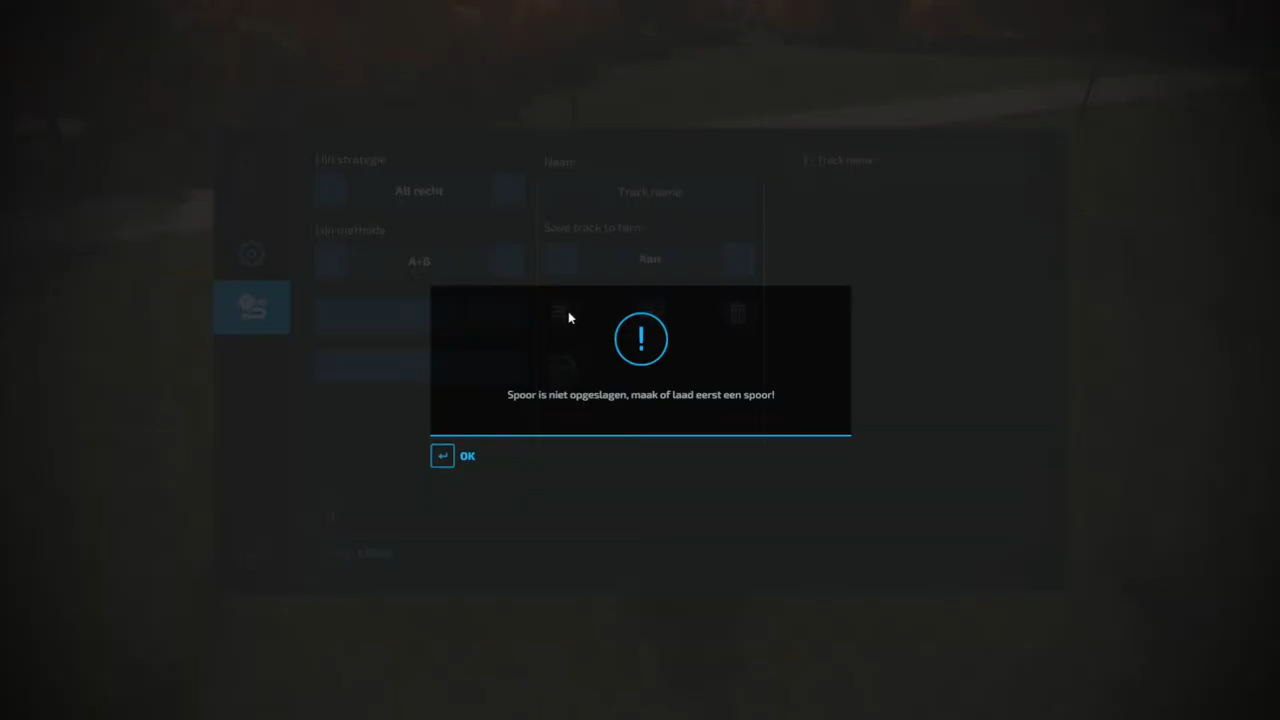 Lijn strategie
Naam:
1 - Track name
AB recht
Track name
Lijn methode
Save track to farm:
A+B
Aan
Spoor is niet opgeslagen, maak of laad eerst een spoor!
OK